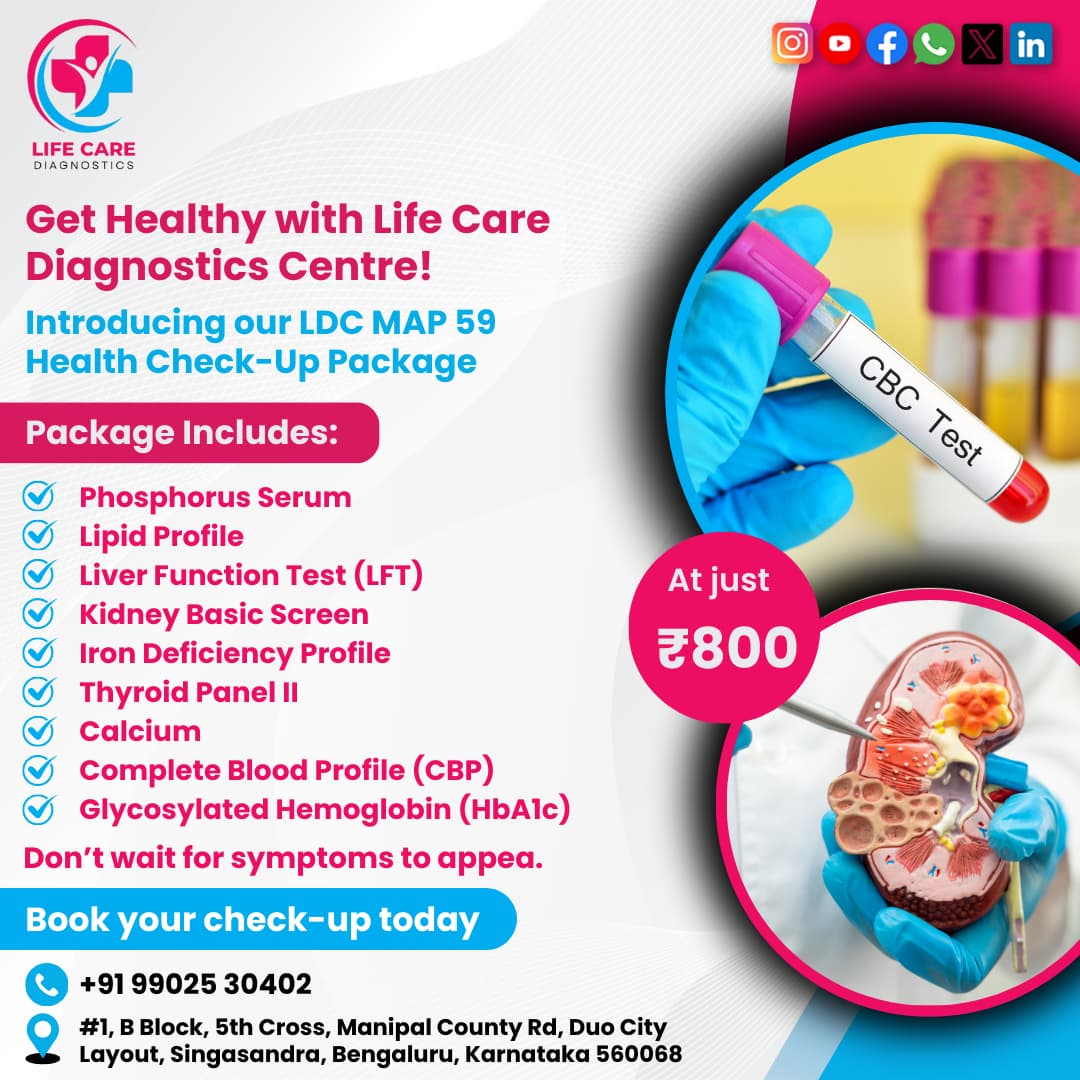 LIFE CARE
DIAGNOSTICS
Get Healthy with Life Care
Diagnostics Centre!
Introducing our LDC MAP 59
Health Check-Up Package
Package Includes:
Phosphorus Serum
Lipid Profile
Liver Function Test (LFT)
Kidney Basic Screen
Iron Deficiency Profile
Thyroid Panel II
Calcium
Complete Blood Profile (CBP)
Glycosylated Hemoglobin (HbA1c)
Don’t wait for symptoms to appea.
Book your check-up today
+91 99025 30402
#1, B Block, 5th Cross, Manipal County Rd, Duo City
Layout, Singasandra, Bengaluru, Karnataka 560068
in
CBC Test
At just
₹800